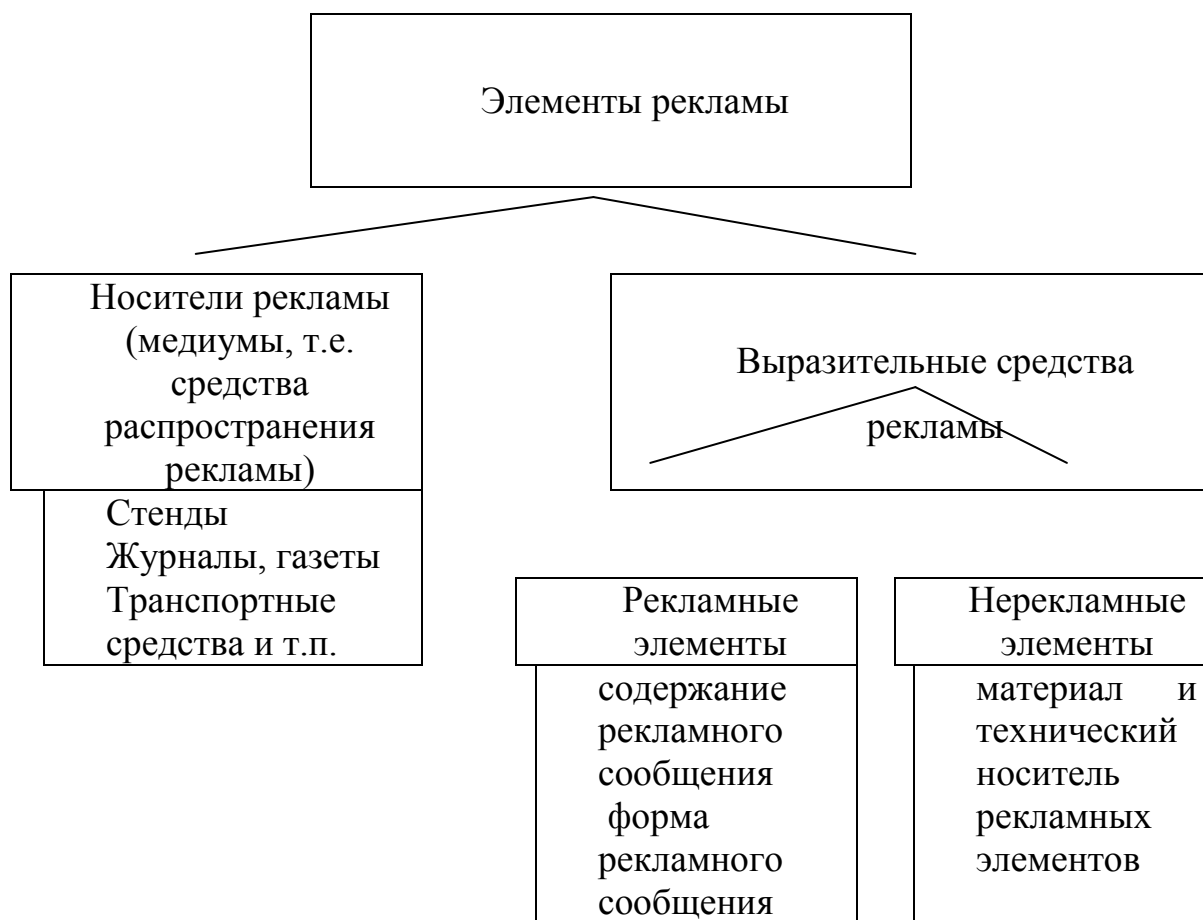 Элементы рекламы
Носители рекламы
(медиумы, т.е.
средства
распространения
рекламы)
Стенды
Журналы, газеты
Транспортные
средства и т.п.
Выразительные средства
рекламы
Рекламные
элементы
содержание
рекламного
сообщения
форма
рекламного
сообщения
Нерекламные
элементы
материал и
технический
носитель
рекламных
элементов